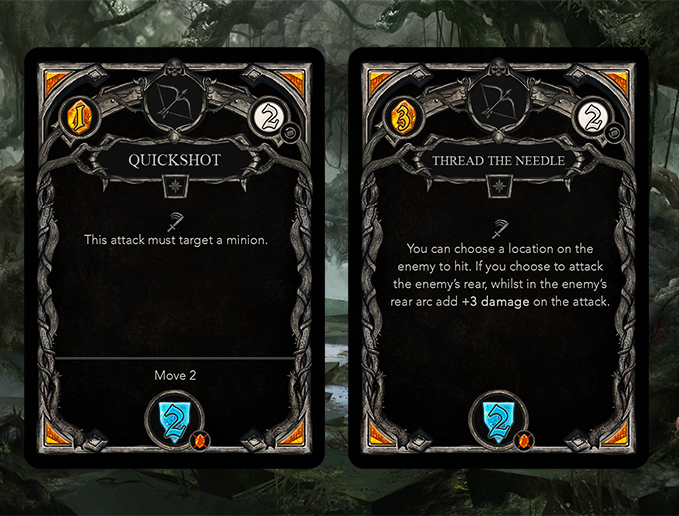 1
2
QUICKSHOT
This attack must target a minion.
Move 2
2
3
2
THREAD THE NEEDLE
You can choose a location on the
enemy to hit. If you choose to attack
the enemy’s rear, whilst in the enemy’s
rear arc add +3 damage on the attack.
2